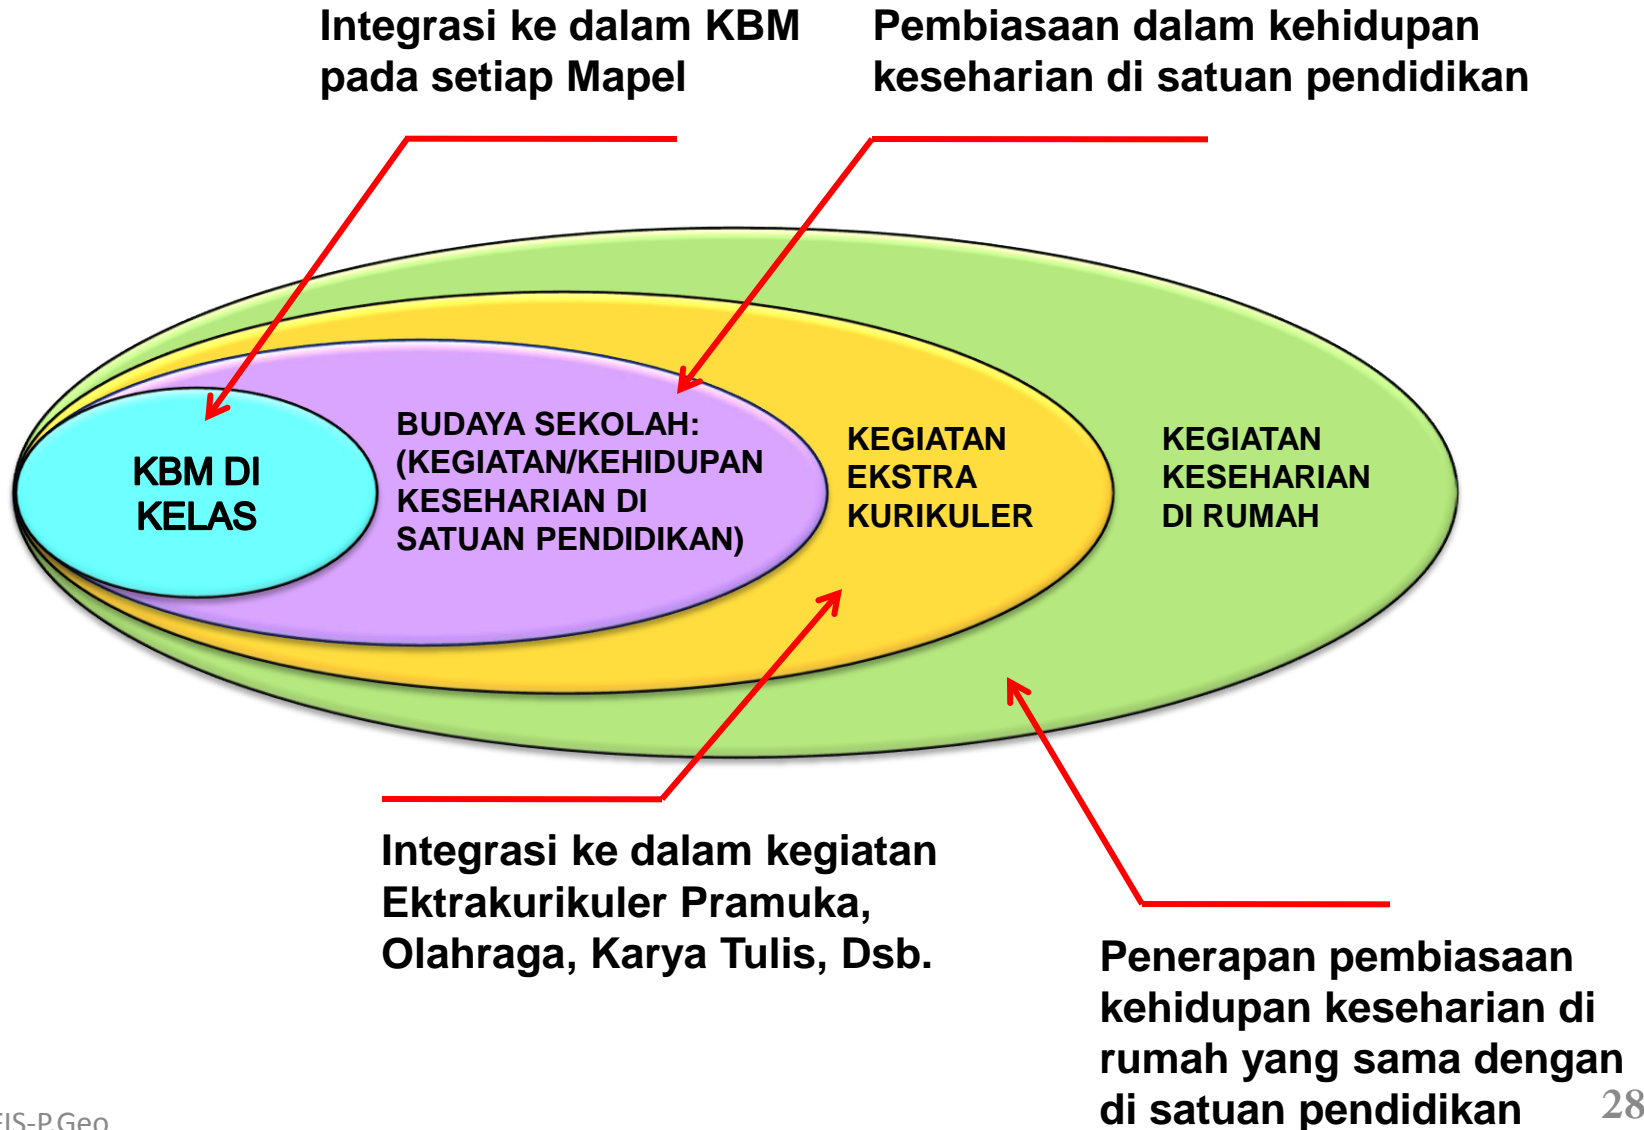 Integrasi ke dalam KBM
pada setiap Mapel
Pembiasaan dalam kehidupan
keseharian di satuan pendidikan
KBM DI
KELAS
BUDAYA SEKOLAH:
(KEGIATAN/KEHIDUPAN
KESEHARIAN DI
SATUAN PENDIDIKAN)
KEGIATAN
EKSTRA
KURIKULER
KEGIATAN
KESEHARIAN
DI RUMAH
Integrasi ke dalam kegiatan
Ektrakurikuler Pramuka,
Olahraga, Karya Tulis, Dsb.
Penerapan pembiasaan
kehidupan keseharian di
rumah yang sama dengan
di satuan pendidikan
28